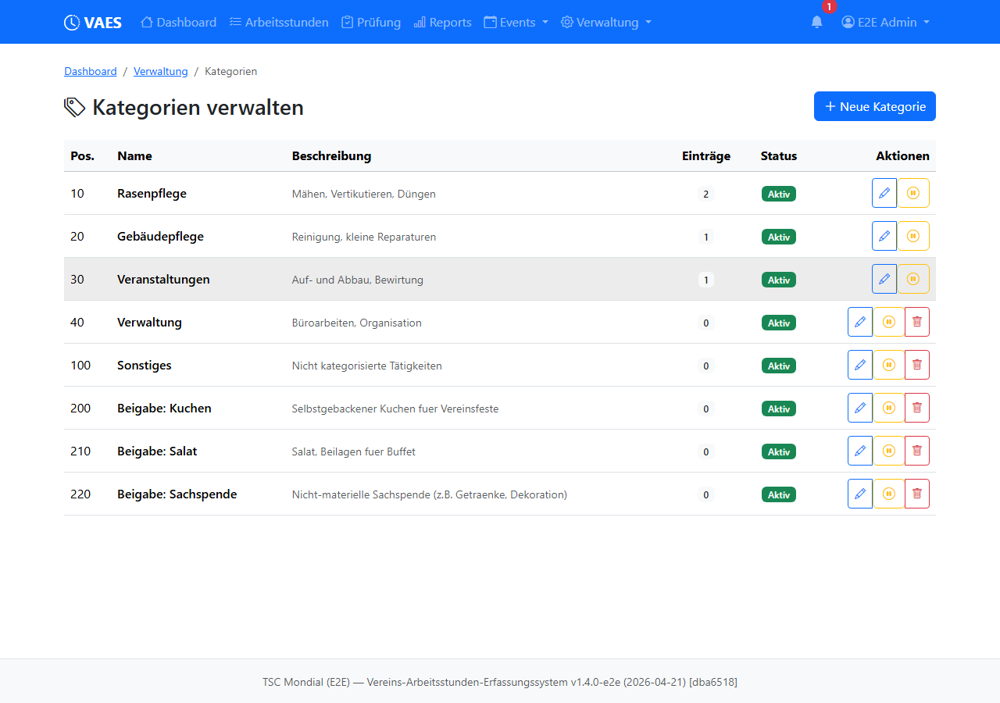 VAES Dashboard Arbeitsstunden Prüfung Reports Events Verwaltung 1 E2E Admin
Dashboard / Verwaltung / Kategorien
Kategorien verwalten Neue Kategorie
Pos. Name Beschreibung Einträge Status Aktionen
10 Rasenpflege Mähen, Vertikutieren, Düngen 2 Aktiv
20 Gebäudepflege Reinigung, kleine Reparaturen 1 Aktiv
30 Veranstaltungen Auf- und Abbau, Bewirtung 1 Aktiv
40 Verwaltung Büroarbeiten, Organisation 0 Aktiv
100 Sonstiges Nicht kategorisierte Tätigkeiten 0 Aktiv
200 Beigabe: Kuchen Selbstgebackener Kuchen fuer Vereinsfeste 0 Aktiv
210 Beigabe: Salat Salat, Beilagen fuer Buffet 0 Aktiv
220 Beigabe: Sachspende Nicht-materielle Sachspende (z.B. Getraenke, Dekoration) 0 Aktiv
TSC Mondial (E2E) — Vereins-Arbeitsstunden-Erfassungssystem v1.4.0-e2e (2026-04-21) [dba6518]